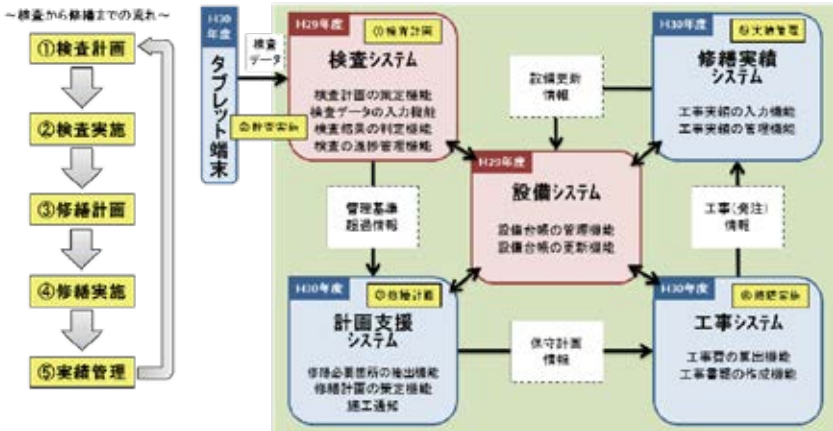 ～検査から修繕までの流れ～
①検査計画
②検査実施
③修繕計画
④修繕実施
⑤実績管理
H30年度
タブレット端末
検査
データ
②検査実施
H29年度
①検査計画
検査システム
検査計画の策定機能
検査データの入力機能
検査結果の判定機能
検査の進捗管理機能
設備更新
情報
H30年度
⑤実績管理
修繕実績
システム
工事実績の入力機能
工事実績の管理機能
H29年度
設備システム
設備台帳の管理機能
設備台帳の更新機能
管理基準
超過情報
工事(発注)
情報
H30年度
③修繕計画
計画支援
システム
修繕必要箇所の抽出機能
修繕計画の策定機能
施工通知
保守計画
情報
H30年度
④修繕実施
工事システム
工事費の算出機能
工事書類の作成機能